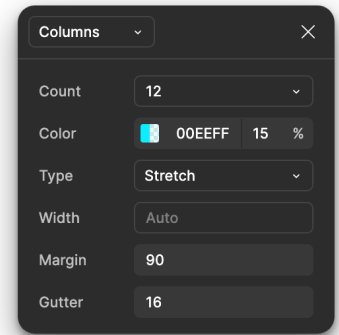 Columns
Count 12
Color 00EEFF 15 %
Type Stretch
Width Auto
Margin 90
Gutter 16